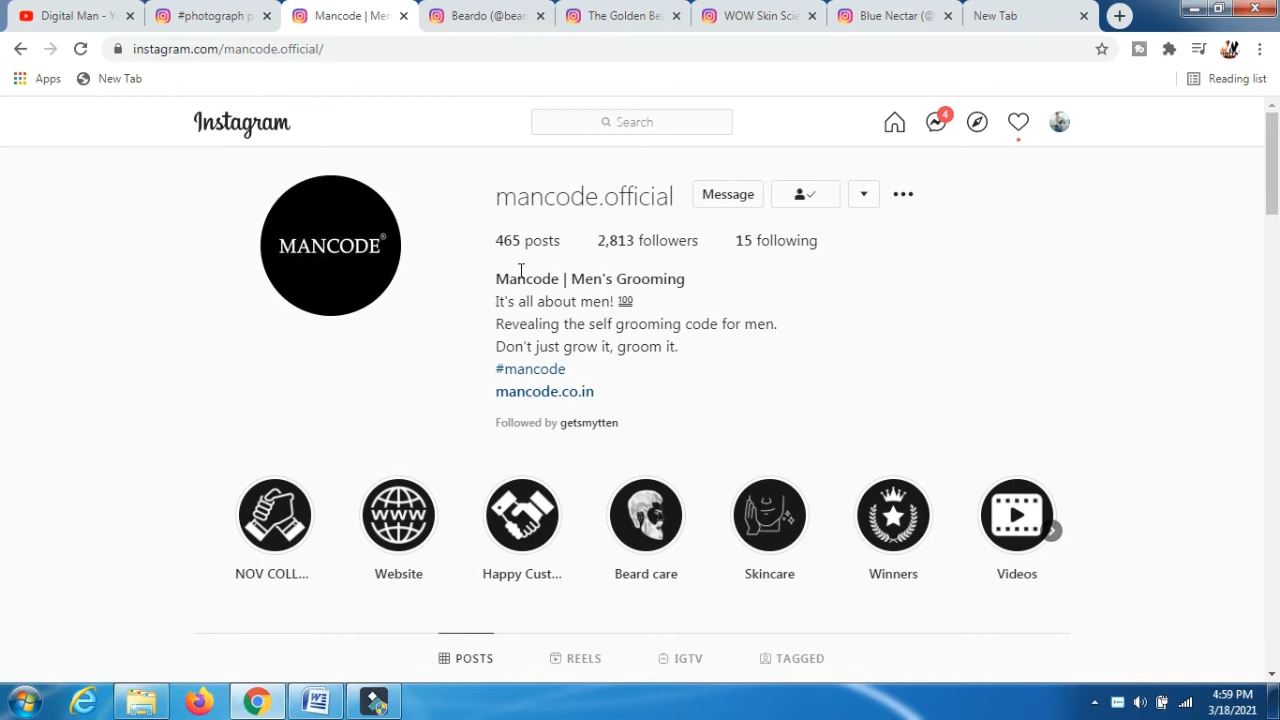 Digital Man - Y
#photograph p
Mancode | Men
Beardo (@bea
The Golden Be
WOW Skin Scie
Blue Nectar (@
New Tab
instagram.com/mancode.official/
Apps
New Tab
Reading list
Instagram
Search
4
mancode.official
Message
465 posts
2,813 followers
15 following
MANCODE®
Mancode | Men's Grooming
It's all about men! 💯
Revealing the self grooming code for men.
Don't just grow it, groom it.
#mancode
mancode.co.in
Followed by getsmytten
WWW
NOV COLL...
Website
Happy Cust...
Beard care
Skincare
Winners
Videos
POSTS
REELS
IGTV
TAGGED
4:59 PM
3/18/2021